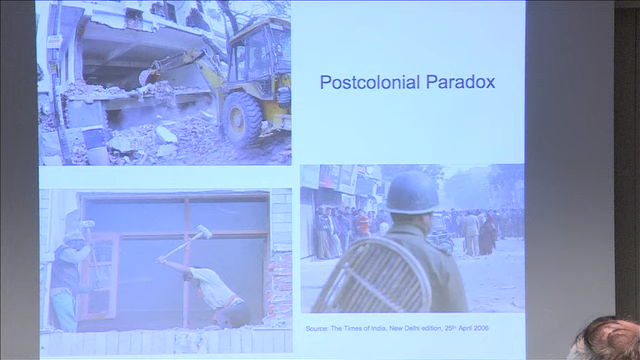 Postcolonial Paradox
Source: The Times of India, New Delhi edition, 25th April 2006